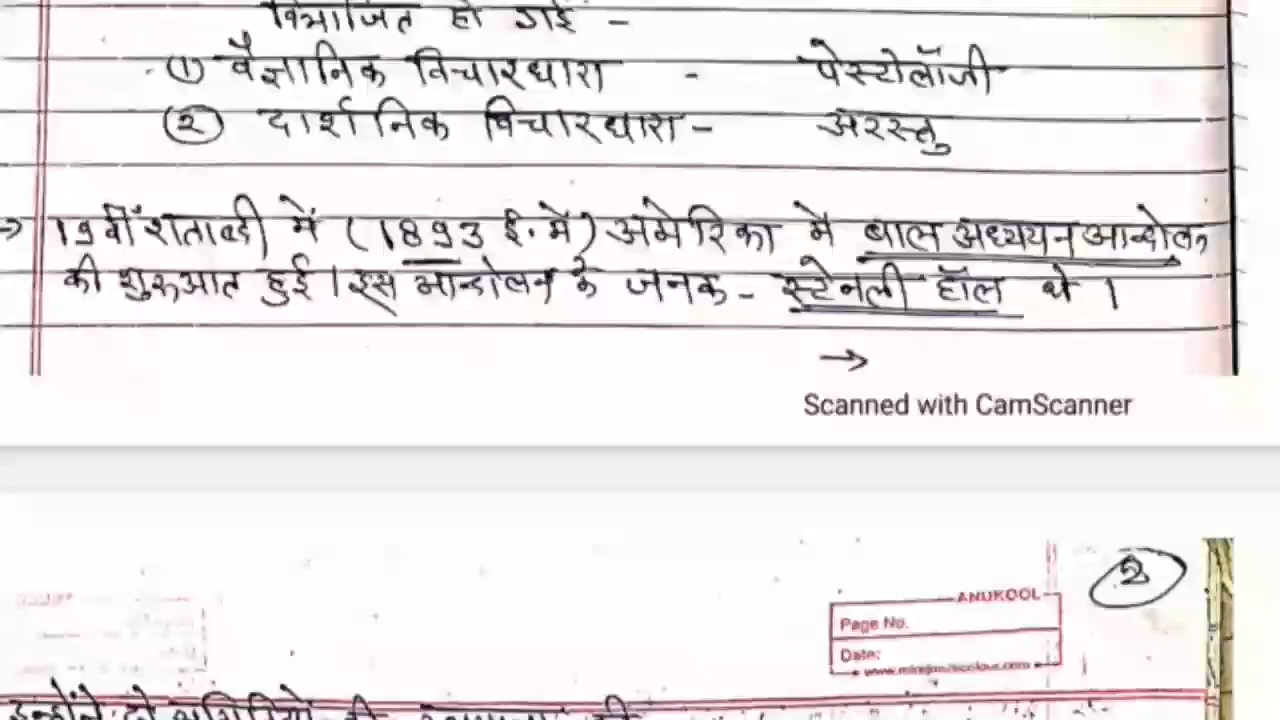 विभाजित हो गई -
(1) वैज्ञानिक विचारधारा - पेस्टोलॉजी
(2) दार्शनिक विचारधारा - अरस्तु
→ 19वीं शताब्दी में (1893 ई. में) अमेरिका में बाल अध्ययन आन्दोलन
की शुरुआत हुई । इस आन्दोलन के जनक - स्टेनली हॉल थे ।
→
Scanned with CamScanner
2
ANUKOOL
Page No.
Date:
इन्होंने दो